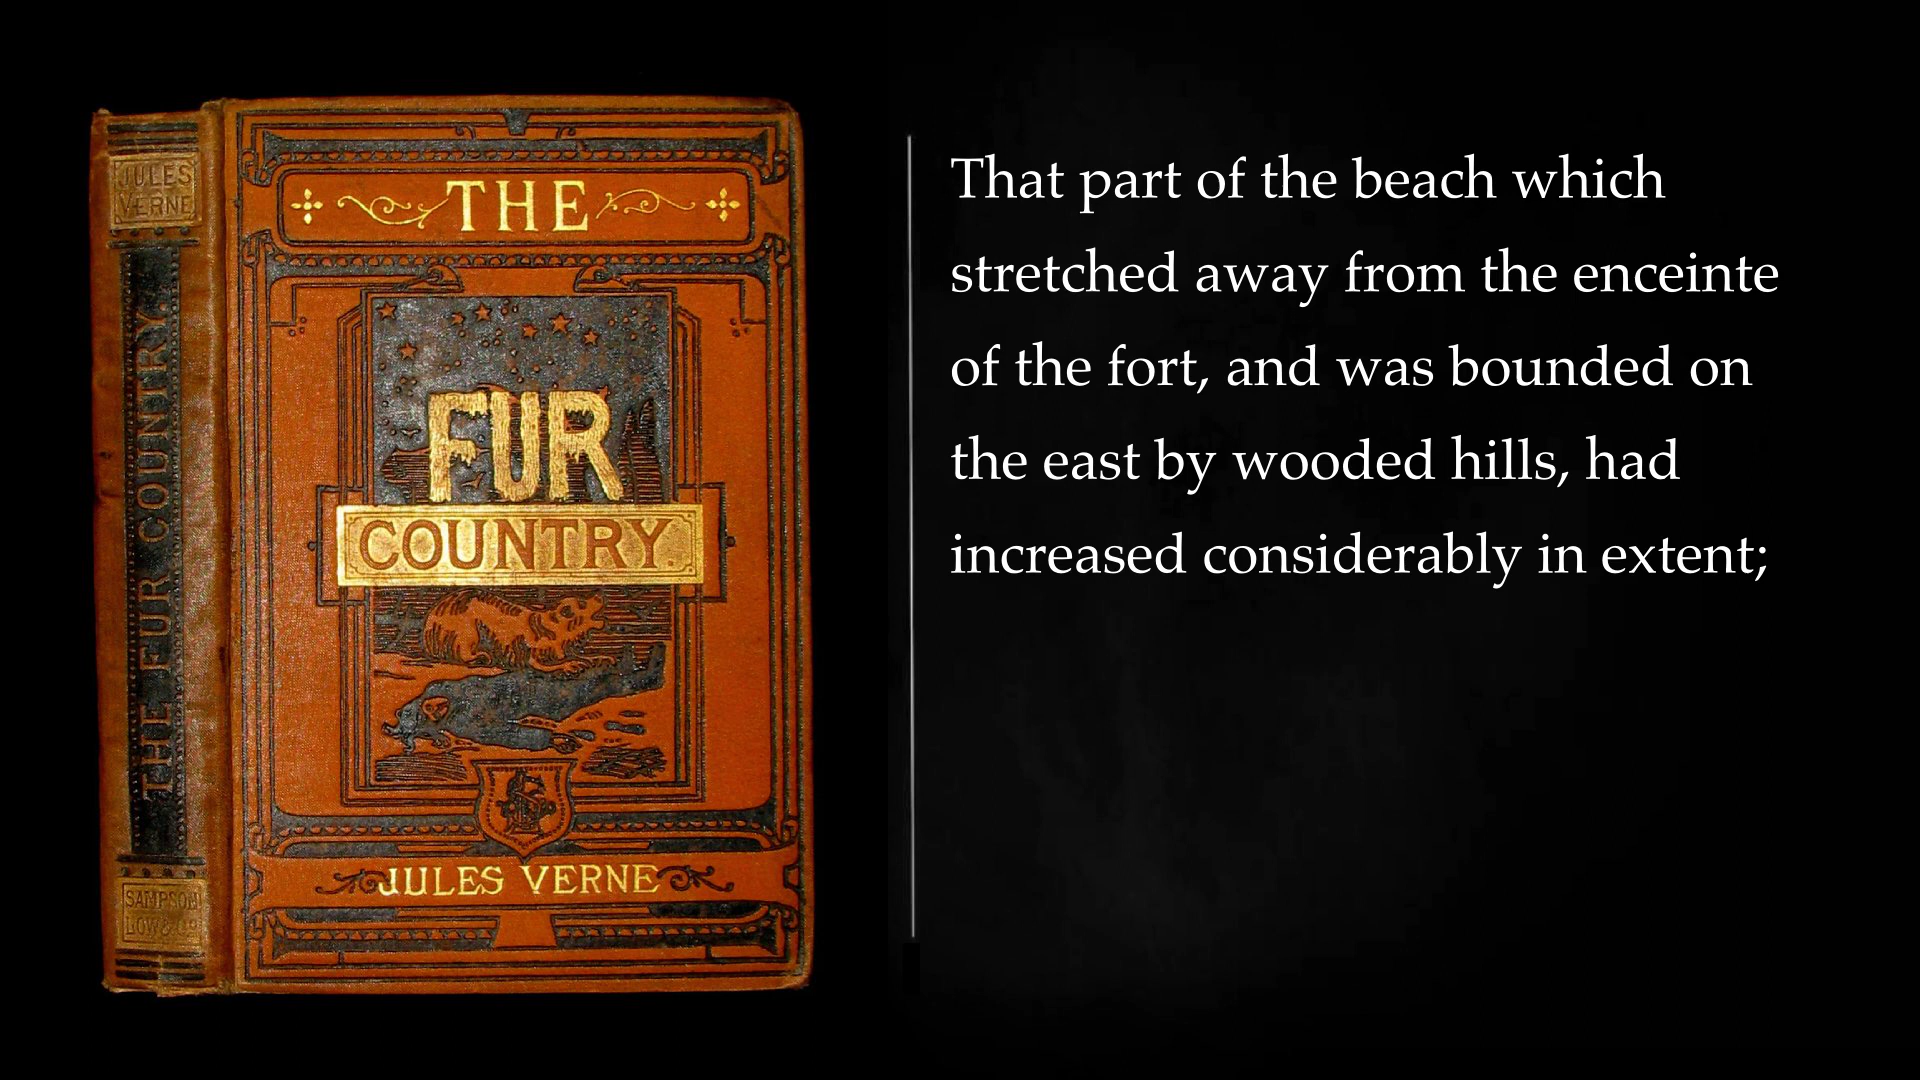 JULES
VERNE
THE FUR COUNTRY.
SAMPSON
LOW & Co
THE
FUR
COUNTRY.
JULES VERNE
That part of the beach which
stretched away from the enceinte
of the fort, and was bounded on
the east by wooded hills, had
increased considerably in extent;